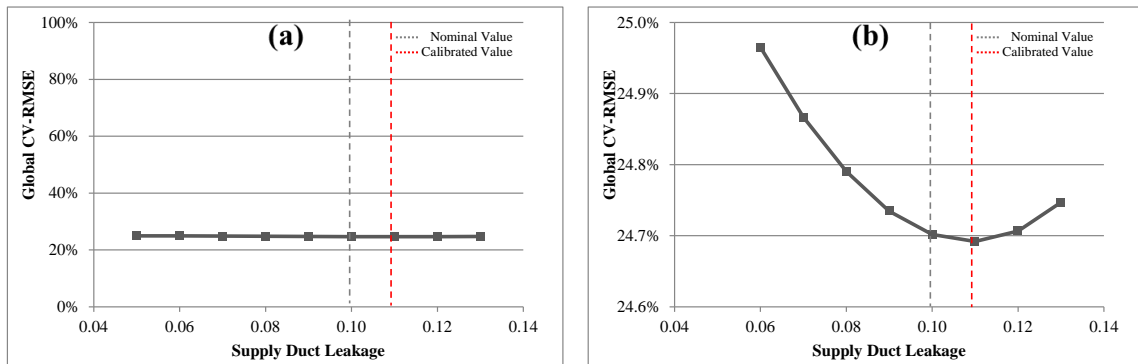 (a)
Nominal Value
Calibrated Value
Global CV-RMSE
100%
80%
60%
40%
20%
0%
0.04 0.06 0.08 0.10 0.12 0.14
Supply Duct Leakage
(b)
Nominal Value
Calibrated Value
Global CV-RMSE
25.0%
24.9%
24.8%
24.7%
24.6%
0.04 0.06 0.08 0.10 0.12 0.14
Supply Duct Leakage